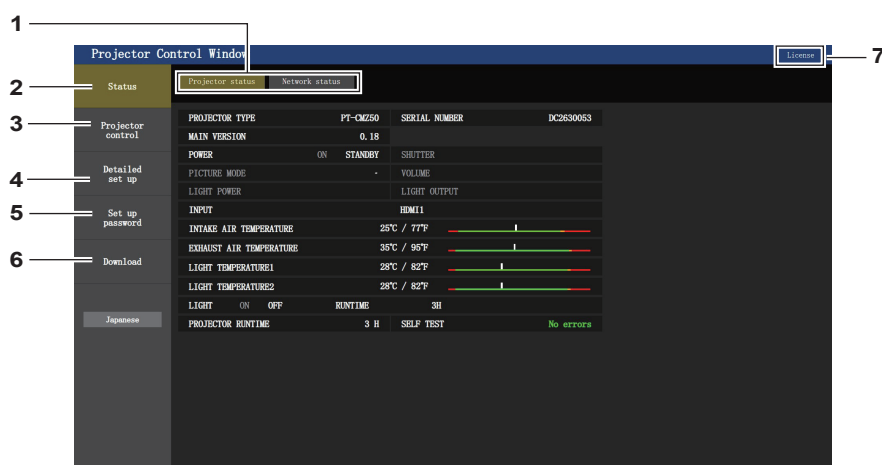 1
Projector Control Window
License
7
2
Status
Projector status
Network status
3
Projector
control
4
Detailed
set up
5
Set up
password
6
Download
Japanese
PROJECTOR TYPE PT-CMZ50 SERIAL NUMBER DC2630053
MAIN VERSION 0.18
POWER ON STANDBY SHUTTER
PICTURE MODE - VOLUME
LIGHT POWER LIGHT OUTPUT
INPUT HDMI1
INTAKE AIR TEMPERATURE 25℃ / 77℉
EXHAUST AIR TEMPERATURE 35℃ / 95℉
LIGHT TEMPERATURE1 28℃ / 82℉
LIGHT TEMPERATURE2 28℃ / 82℉
LIGHT ON OFF RUNTIME 3H
PROJECTOR RUNTIME 3 H SELF TEST No errors